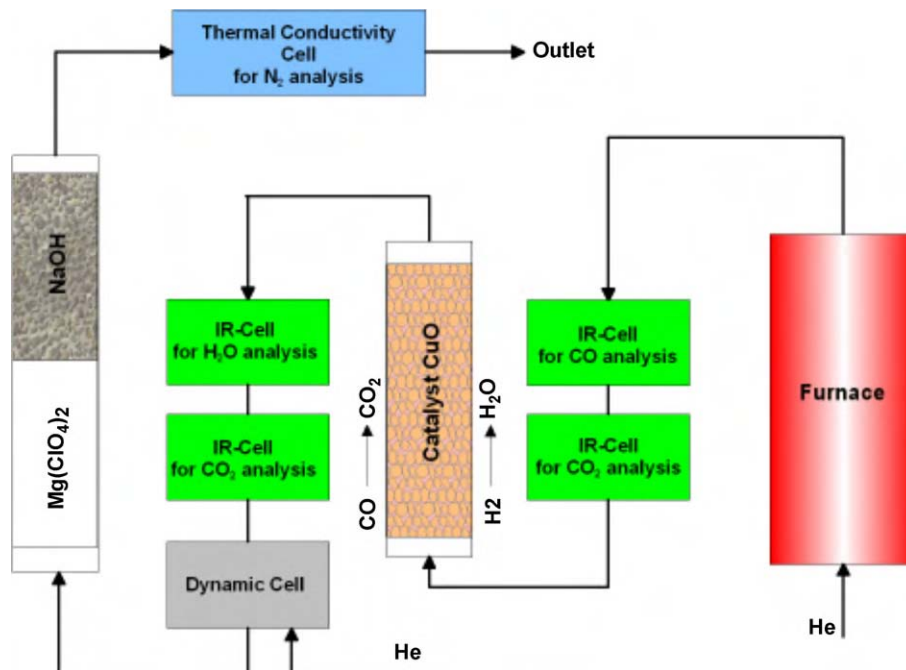 Thermal Conductivity
Cell
for N₂ analysis
Outlet
NaOH
Mg(ClO₄)2
IR-Cell
for H₂O analysis
IR-Cell
for CO₂ analysis
Dynamic Cell
CO → CO₂
Catalyst CuO
H2 → H₂O
IR-Cell
for CO analysis
IR-Cell
for CO₂ analysis
Furnace
He
He